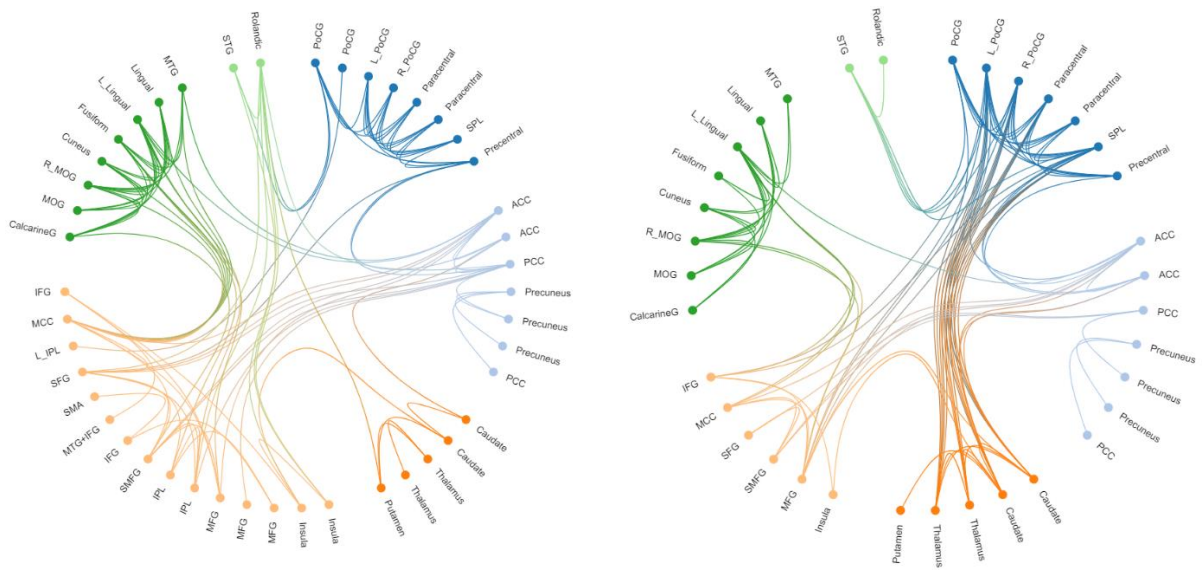 STG
Rolandic
PoCG
PoCG
L_PoCG
R_PoCG
Paracentral
Paracentral
SPL
Precentral
ACC
ACC
PCC
Precuneus
Precuneus
Precuneus
PCC
Caudate
Caudate
Thalamus
Thalamus
Putamen
Insula
Insula
MFG
MFG
MFG
IPL
IPL
SMFG
IFG
MTG+IFG
SMA
SFG
L_IPL
MCC
IFG
CalcarineG
MOG
R_MOG
Cuneus
Fusiform
L_Lingual
Lingual
MTG
STG
Rolandic
PoCG
L_PoCG
R_PoCG
Paracentral
Paracentral
SPL
Precentral
ACC
ACC
PCC
Precuneus
Precuneus
Precuneus
PCC
Caudate
Caudate
Thalamus
Thalamus
Putamen
Insula
MFG
SMFG
SFG
MCC
IFG
CalcarineG
MOG
R_MOG
Cuneus
Fusiform
L_Lingual
Lingual
MTG